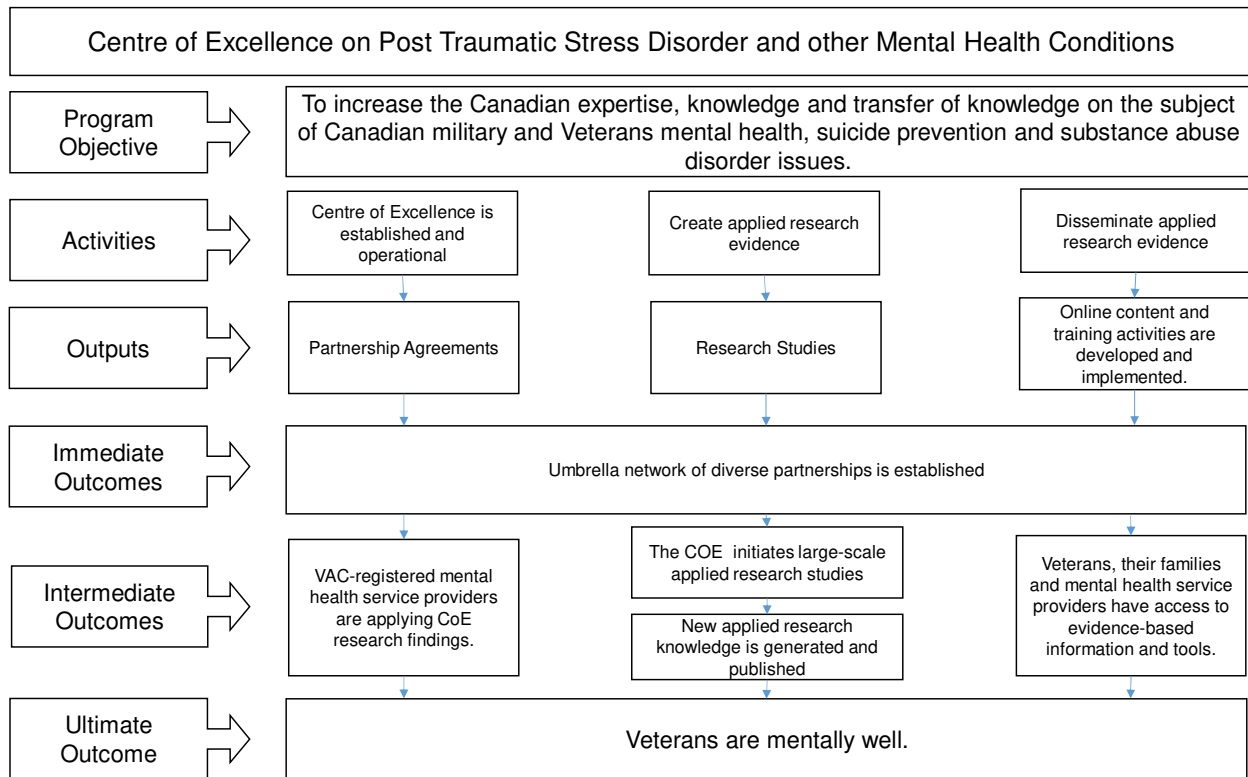 Centre of Excellence on Post Traumatic Stress Disorder and other Mental Health Conditions
Program
Objective
To increase the Canadian expertise, knowledge and transfer of knowledge on the subject
of Canadian military and Veterans mental health, suicide prevention and substance abuse
disorder issues.
Activities
Centre of Excellence is
established and
operational
Create applied research
evidence
Disseminate applied
research evidence
Outputs
Partnership Agreements
Research Studies
Online content and
training activities are
developed and
implemented.
Immediate
Outcomes
Umbrella network of diverse partnerships is established
Intermediate
Outcomes
VAC-registered mental
health service providers
are applying CoE
research findings.
The COE initiates large-scale
applied research studies
New applied research
knowledge is generated and
published
Veterans, their families
and mental health service
providers have access to
evidence-based
information and tools.
Ultimate
Outcome
Veterans are mentally well.